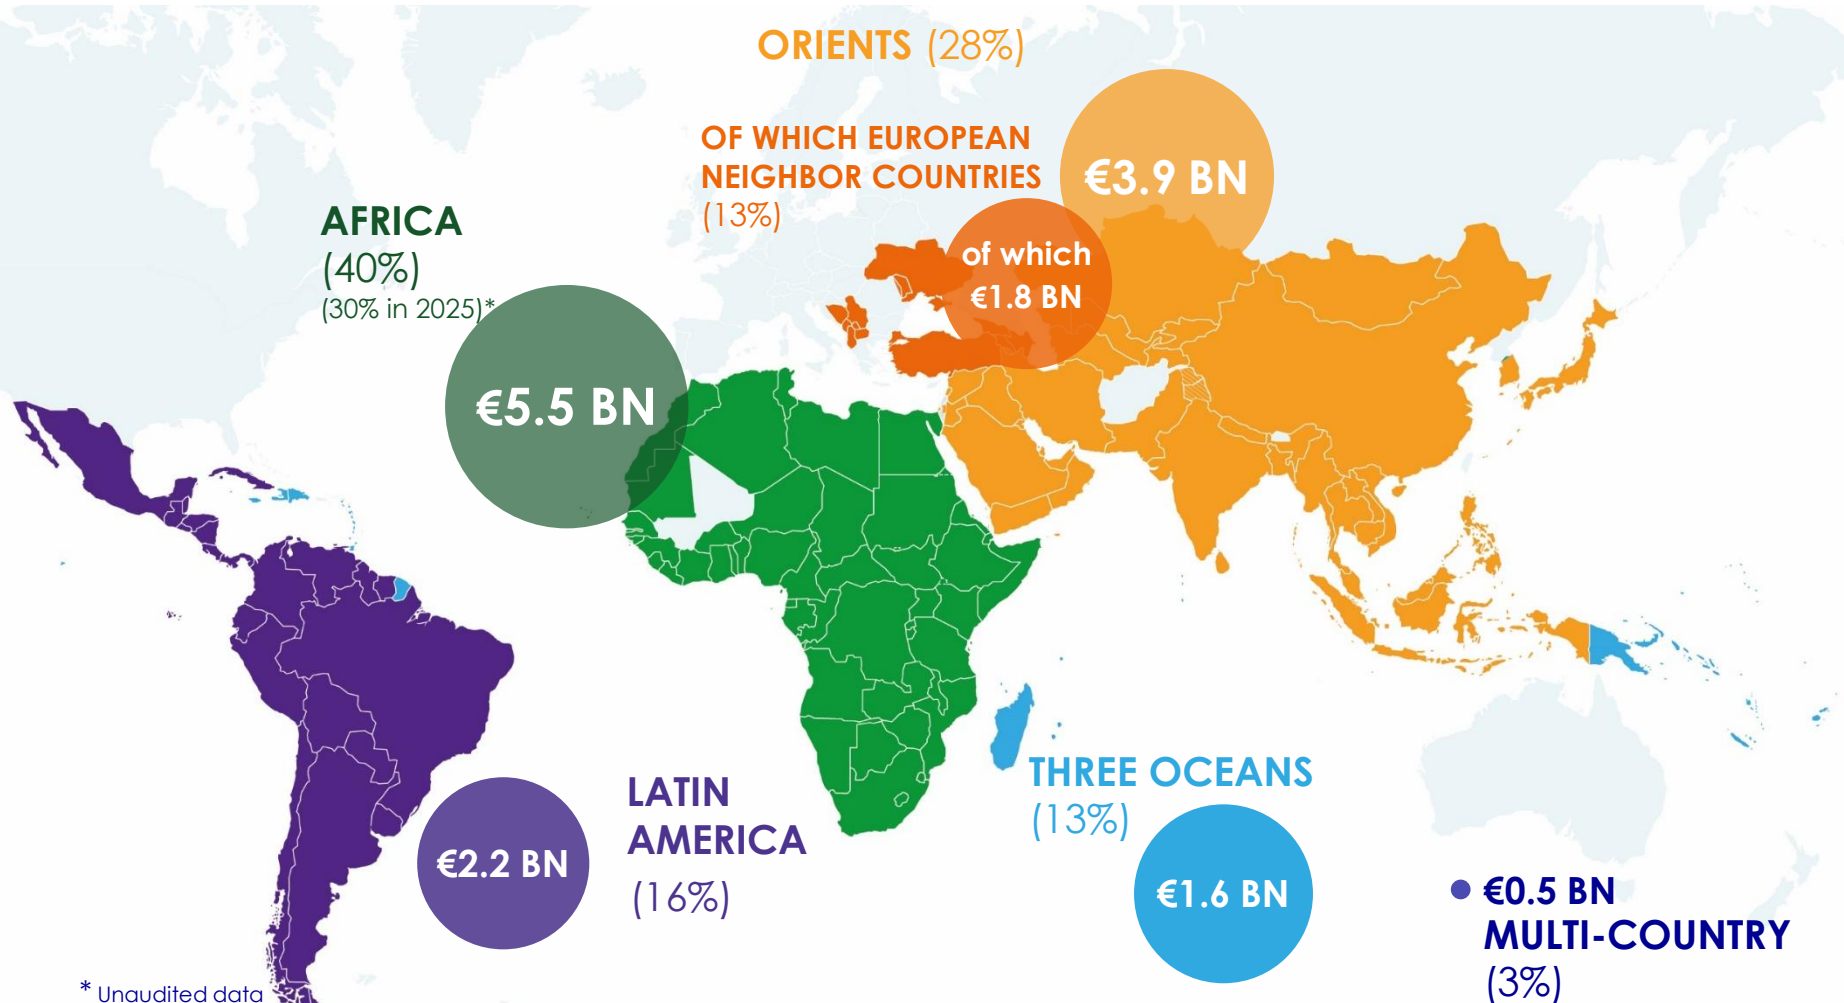 ORIENTS (28%)
OF WHICH EUROPEAN
NEIGHBOR COUNTRIES
(13%)
€3.9 BN
of which
€1.8 BN
AFRICA
(40%)
(30% in 2025)*
€5.5 BN
LATIN
AMERICA
(16%)
€2.2 BN
THREE OCEANS
(13%)
€1.6 BN
€0.5 BN
MULTI-COUNTRY
(3%)
* Unaudited data